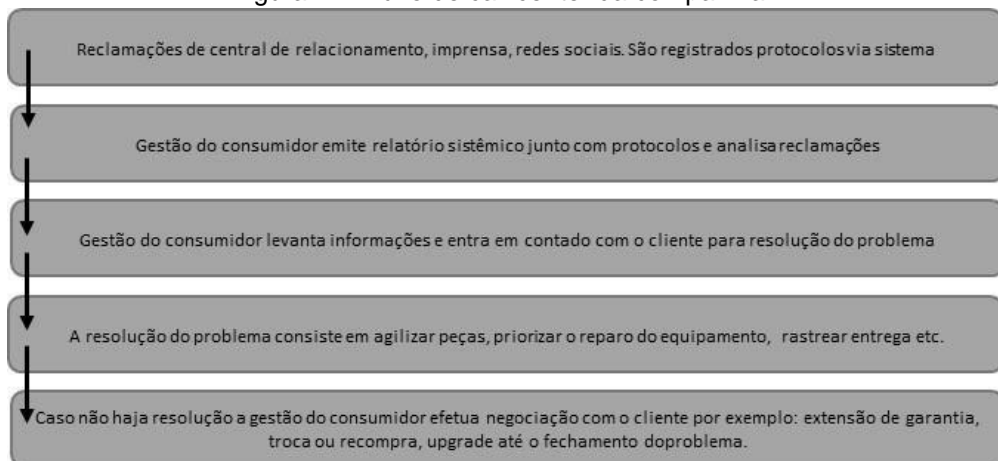 Reclamações de central de relacionamento, imprensa, redes sociais. São registrados protocolos via sistema
Gestão do consumidor emite relatório sistêmico junto com protocolos e analisa reclamações
Gestão do consumidor levanta informações e entra em contado com o cliente para resolução do problema
A resolução do problema consiste em agilizar peças, priorizar o reparo do equipamento, rastrear entrega etc.
Caso não haja resolução a gestão do consumidor efetua negociação com o cliente por exemplo: extensão de garantia,
troca ou recompra, upgrade até o fechamento doproblema.